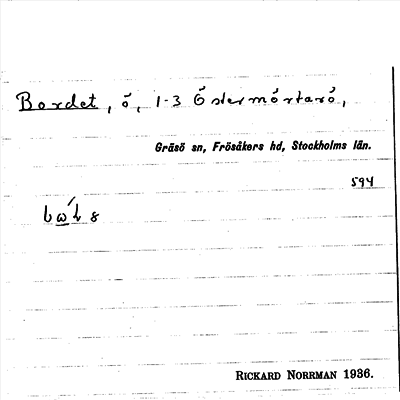 Bordet, ö, 1-3 Östermörtarö,
Gräsö sn, Frösåkers hd, Stockholms län.
594
RICKARD NORRMAN 1936.